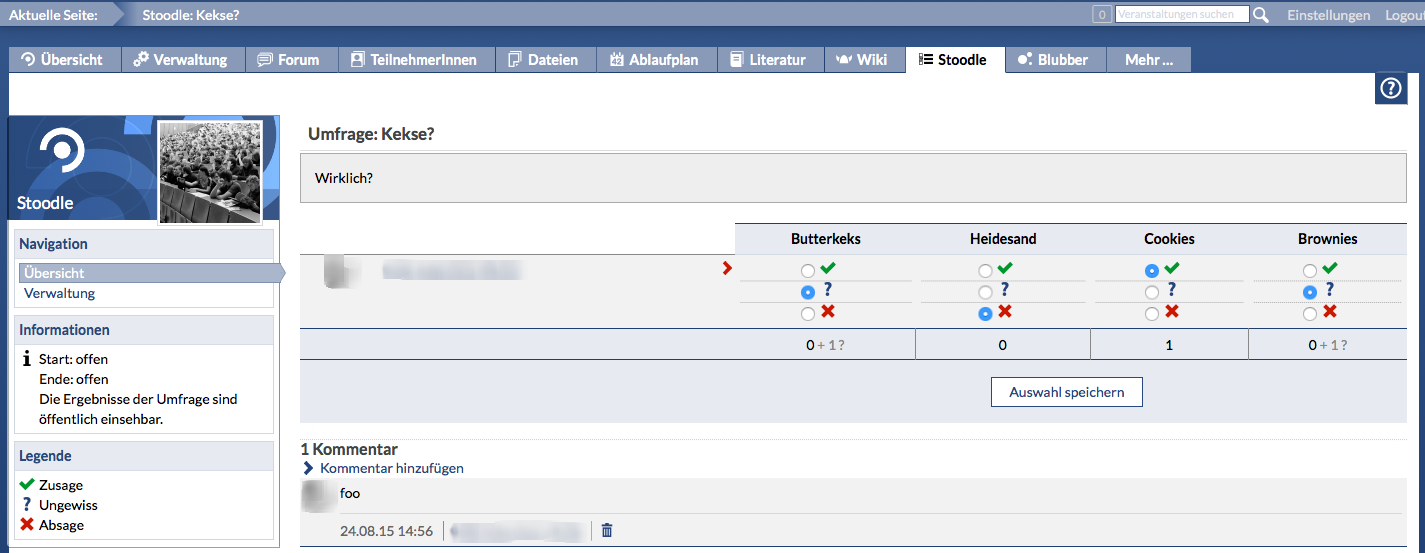 Aktuelle Seite: Stoodle: Kekse? 0 Veranstaltungen suchen Einstellungen Logout
Übersicht Verwaltung Forum TeilnehmerInnen Dateien Ablaufplan Literatur Wiki Stoodle Blubber Mehr ...
Stoodle
Navigation
Übersicht
Verwaltung
Informationen
Start: offen
Ende: offen
Die Ergebnisse der Umfrage sind
öffentlich einsehbar.
Legende
Zusage
? Ungewiss
Absage
Umfrage: Kekse?
Wirklich?
Butterkeks Heidesand Cookies Brownies
? ? ? ?
0 + 1 ? 0 1 0 + 1 ?
Auswahl speichern
1 Kommentar
Kommentar hinzufügen
foo
24.08.15 14:56